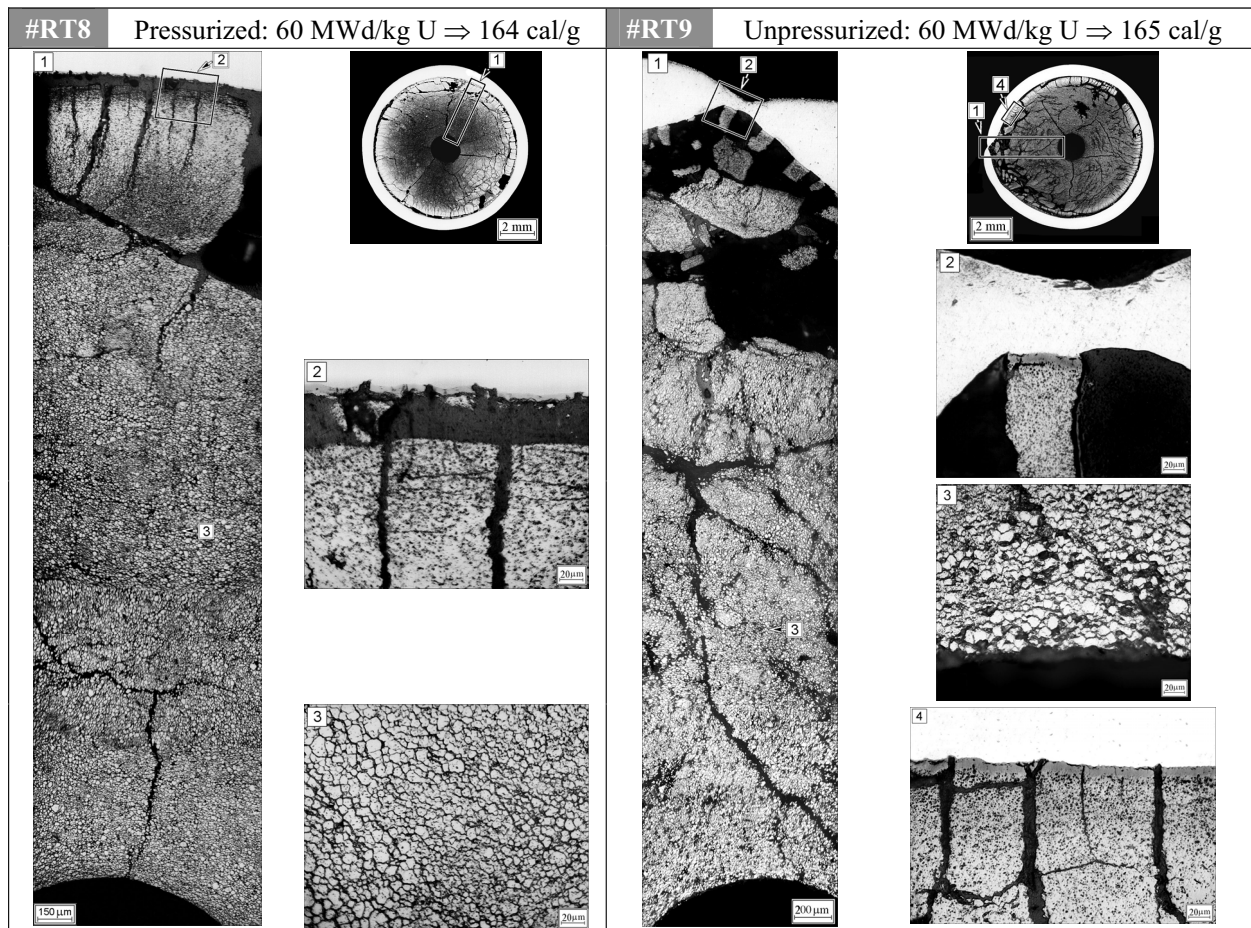 #RT8 Pressurized: 60 MWd/kg U ⇒ 164 cal/g
1
2
3
150 μm
1
2 mm
2
20μm
3
20μm
#RT9 Unpressurized: 60 MWd/kg U ⇒ 165 cal/g
1
2
3
200 μm
4
1
2 mm
2
20μm
3
20μm
4
20μm